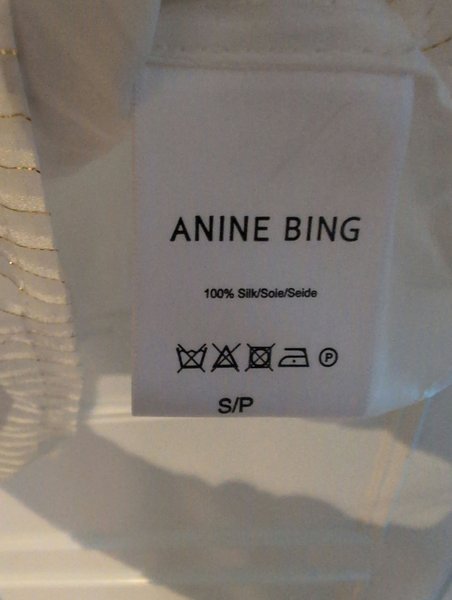 ANINE BING
100% Silk/Soie/Seide
P
S/P